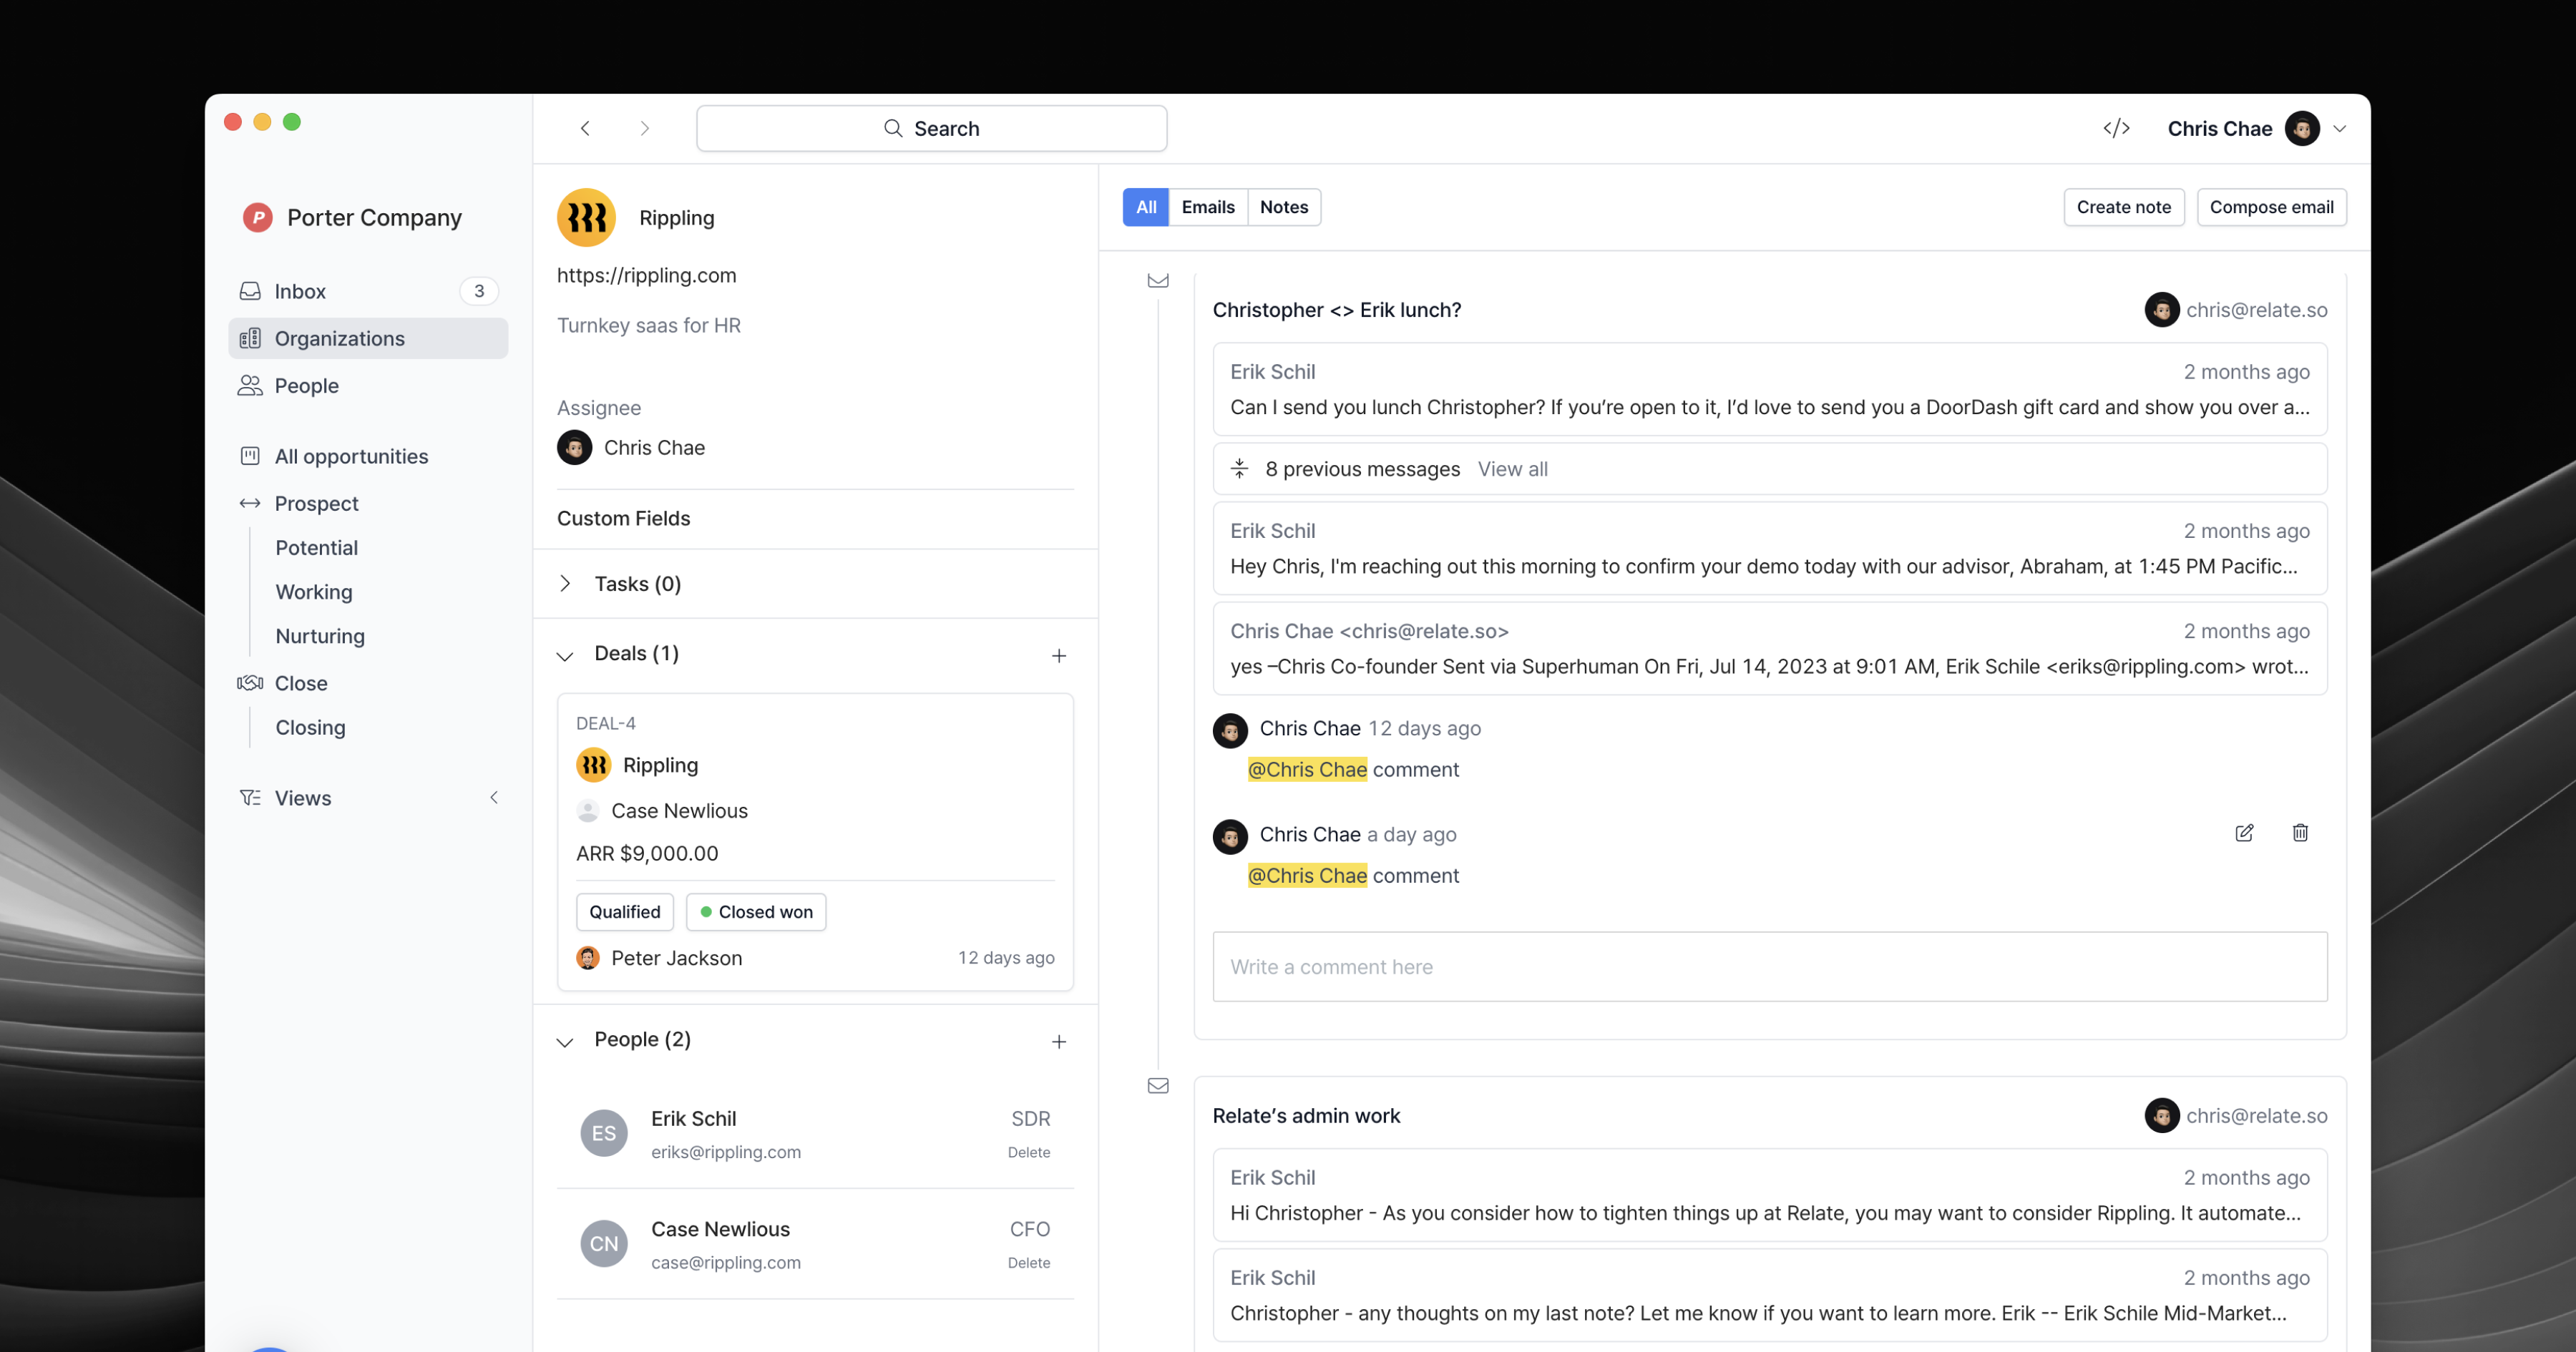 Search
</>
Chris Chae
P Porter Company
Inbox 3
Organizations
People
All opportunities
Prospect
Potential
Working
Nurturing
Close
Closing
Views
Rippling
https://rippling.com
Turnkey saas for HR
Assignee
Chris Chae
Custom Fields
Tasks (0)
Deals (1)
DEAL-4
Rippling
Case Newlious
ARR $9,000.00
Qualified Closed won
Peter Jackson 12 days ago
People (2)
ES Erik Schil SDR
eriks@rippling.com Delete
CN Case Newlious CFO
case@rippling.com Delete
All Emails Notes
Create note Compose email
Christopher <> Erik lunch? chris@relate.so
Erik Schil 2 months ago
Can I send you lunch Christopher? If you’re open to it, I’d love to send you a DoorDash gift card and show you over a...
8 previous messages View all
Erik Schil 2 months ago
Hey Chris, I'm reaching out this morning to confirm your demo today with our advisor, Abraham, at 1:45 PM Pacific...
Chris Chae <chris@relate.so> 2 months ago
yes –Chris Co-founder Sent via Superhuman On Fri, Jul 14, 2023 at 9:01 AM, Erik Schile <eriks@rippling.com> wrot...
Chris Chae 12 days ago
@Chris Chae comment
Chris Chae a day ago
@Chris Chae comment
Write a comment here
Relate’s admin work chris@relate.so
Erik Schil 2 months ago
Hi Christopher - As you consider how to tighten things up at Relate, you may want to consider Rippling. It automate...
Erik Schil 2 months ago
Christopher - any thoughts on my last note? Let me know if you want to learn more. Erik -- Erik Schile Mid-Market...